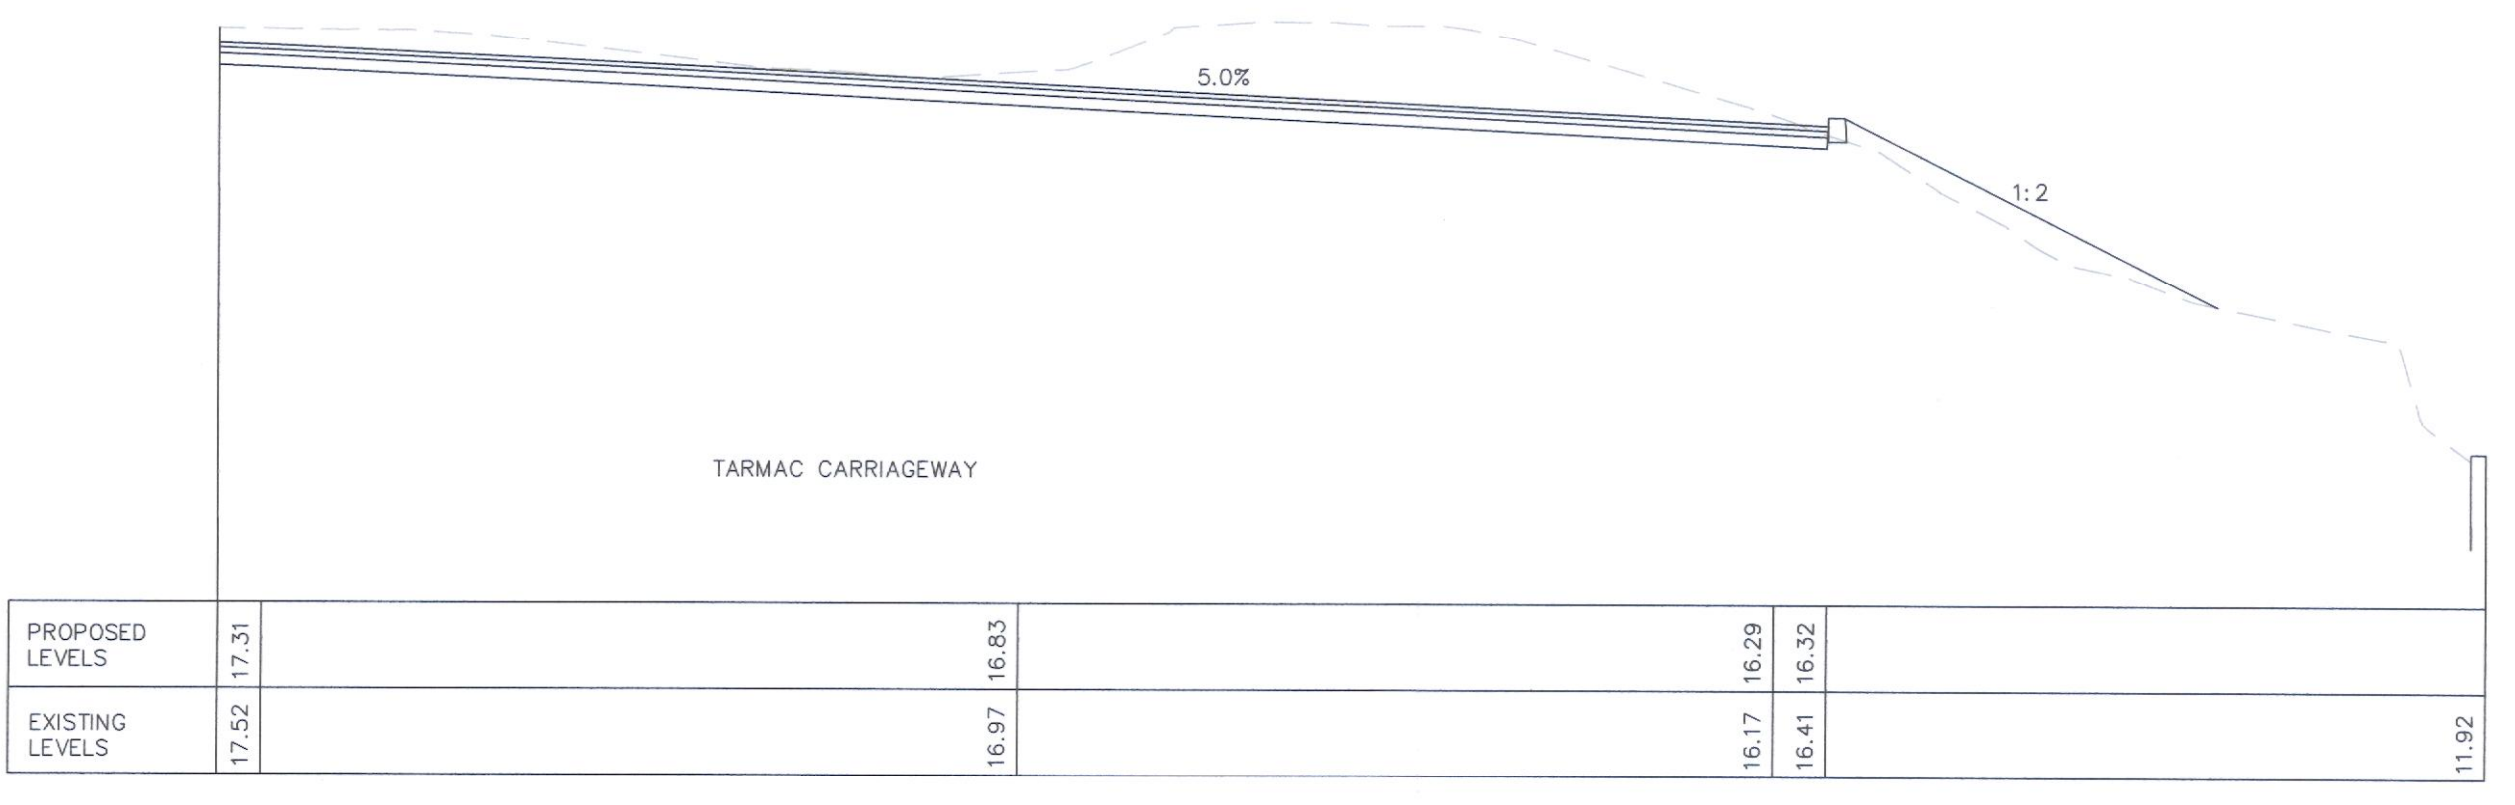 5.0%
1:2
TARMAC CARRIAGEWAY
PROPOSED
LEVELS
17.31
16.83
16.29
16.32
EXISTING
LEVELS
17.52
16.97
16.17
16.41
11.92